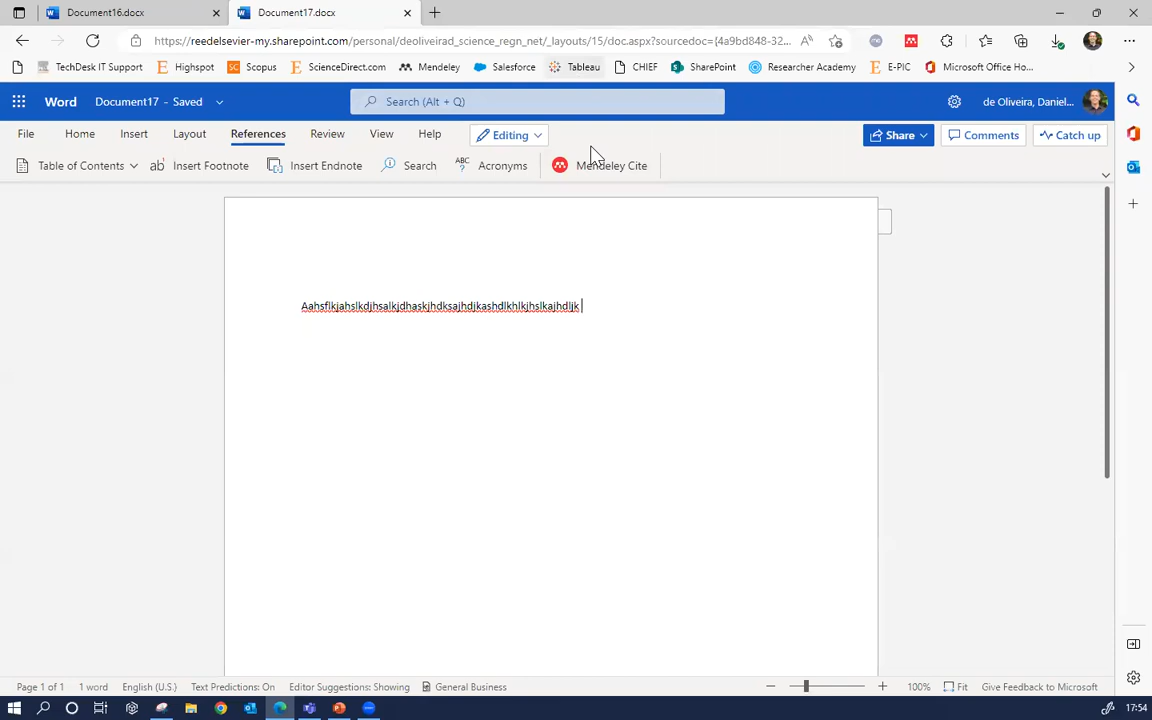 Document16.docx
Document17.docx
https://reedelsevier-my.sharepoint.com/personal/deoliveirad_science_regn_net/_layouts/15/doc.aspx?sourcedoc={4a9bd848-32...
TechDesk IT Support
Highspot
Scopus
ScienceDirect.com
Mendeley
Salesforce
Tableau
CHIEF
SharePoint
Researcher Academy
E-PIC
Microsoft Office Ho...
Word
Document17 - Saved
Search (Alt + Q)
de Oliveira, Daniel...
File
Home
Insert
Layout
References
Review
View
Help
Editing
Share
Comments
Catch up
Table of Contents
Insert Footnote
Insert Endnote
Search
Acronyms
Mendeley Cite
Page 1 of 1
1 word
English (U.S.)
Text Predictions: On
Editor Suggestions: Showing
General Business
100%
Fit
Give Feedback to Microsoft
17:54